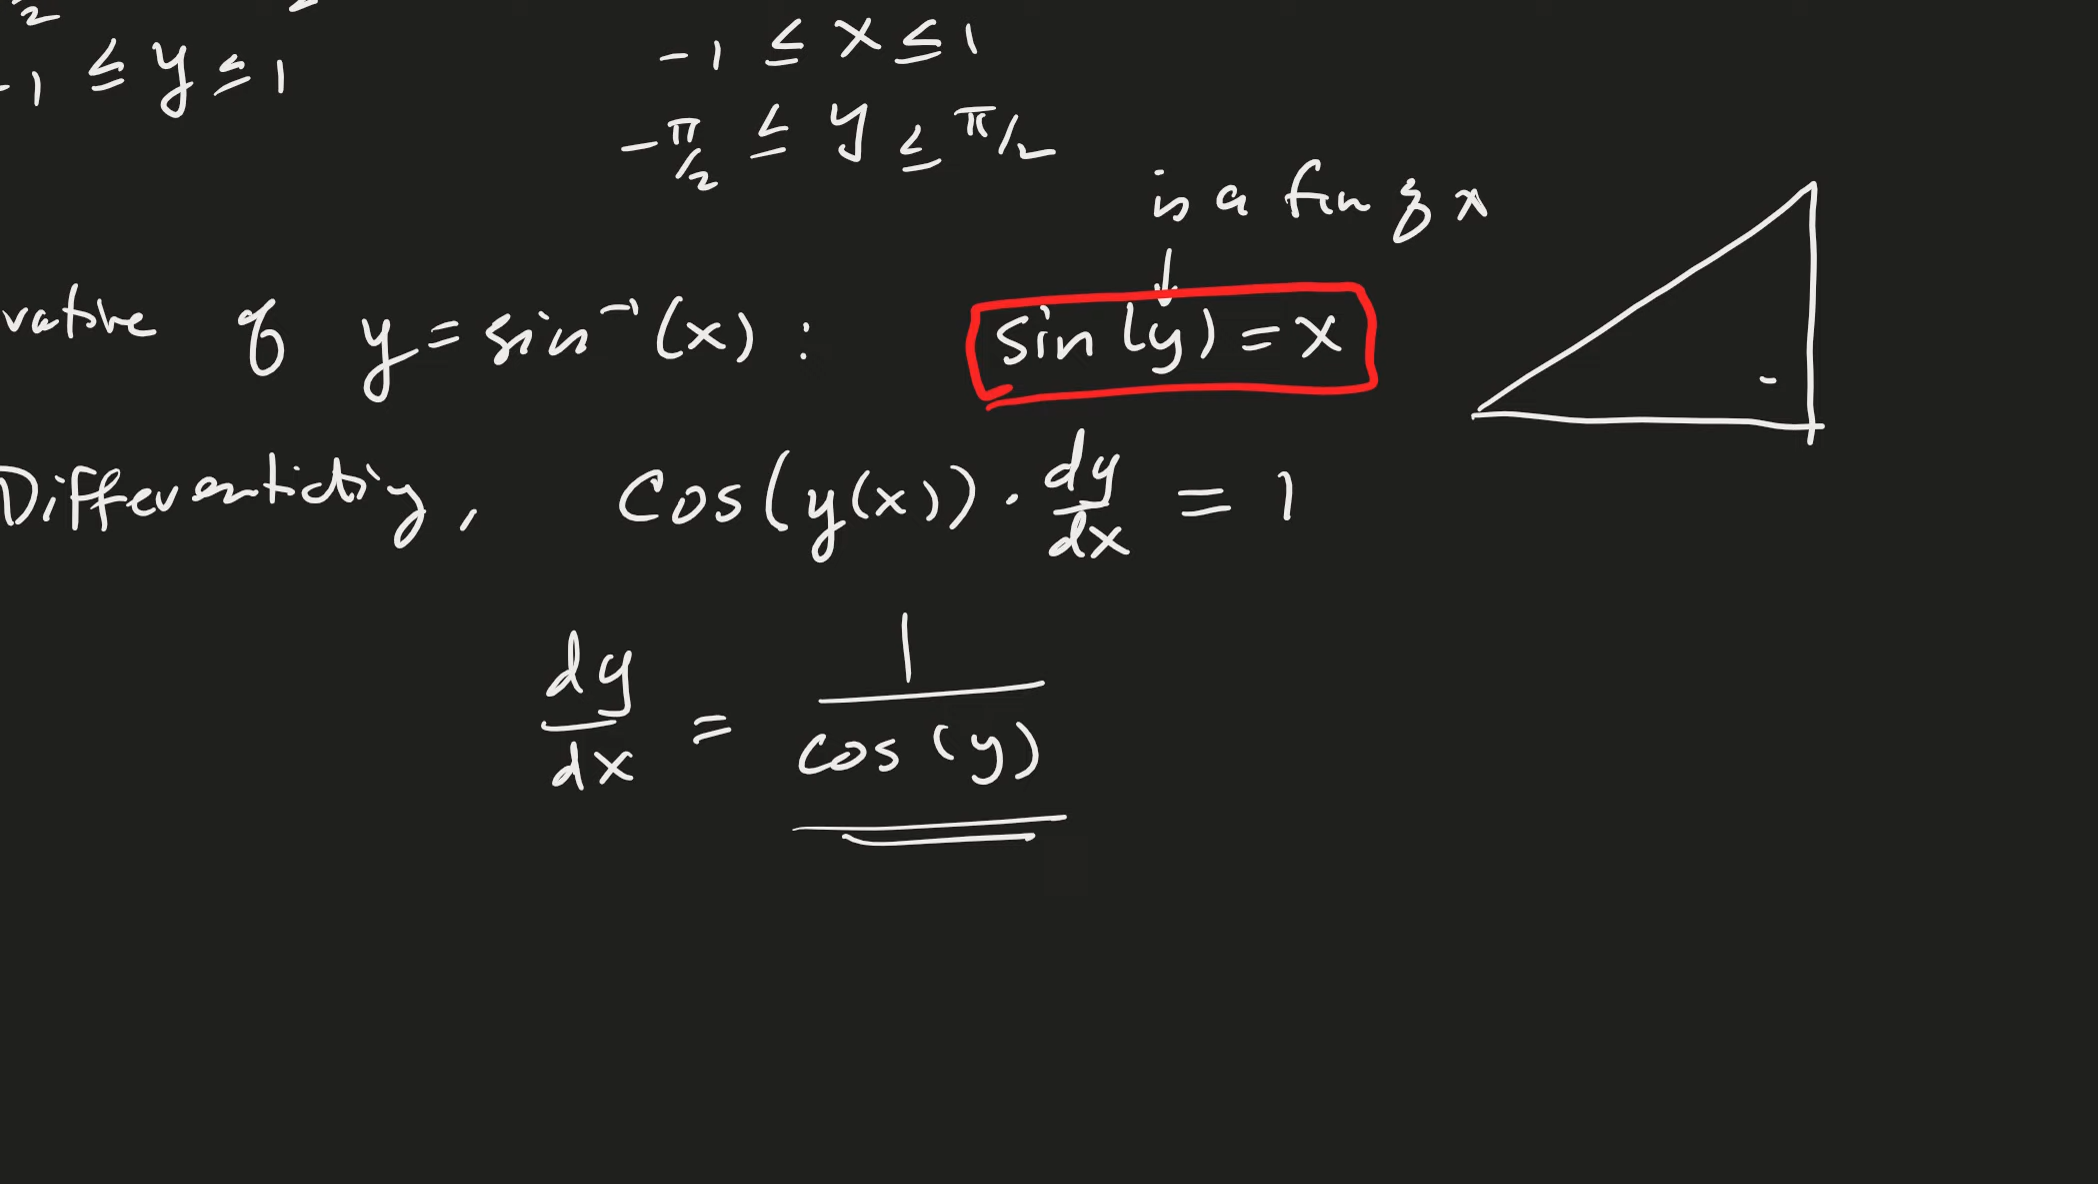 -1 ≤ y ≤ 1
-1 ≤ x ≤ 1
-π/2 ≤ y ≤ π/2
is a fcn of x
vative of y = sin⁻¹(x) : sin(y) = x
Differentiating, cos(y(x)) · dy/dx = 1
dy/dx = 1/cos(y)